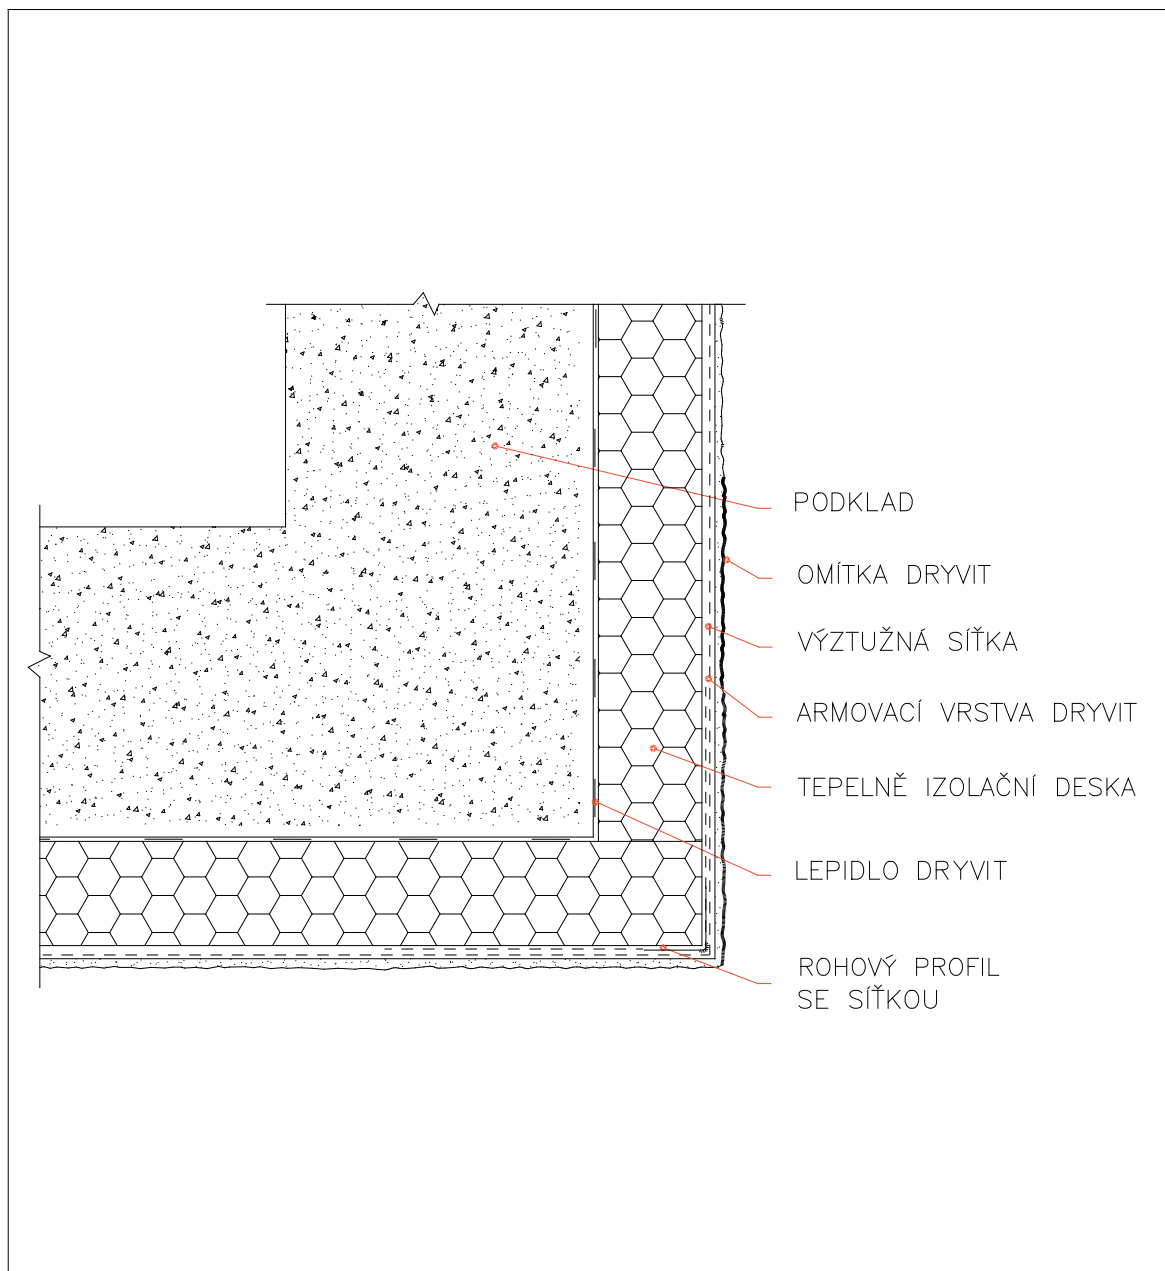 PODKLAD
OMÍTKA DRYVIT
VÝZTUŽNÁ SÍŤKA
ARMOVACÍ VRSTVA DRYVIT
TEPELNĚ IZOLAČNÍ DESKA
LEPIDLO DRYVIT
ROHOVÝ PROFIL
SE SÍŤKOU